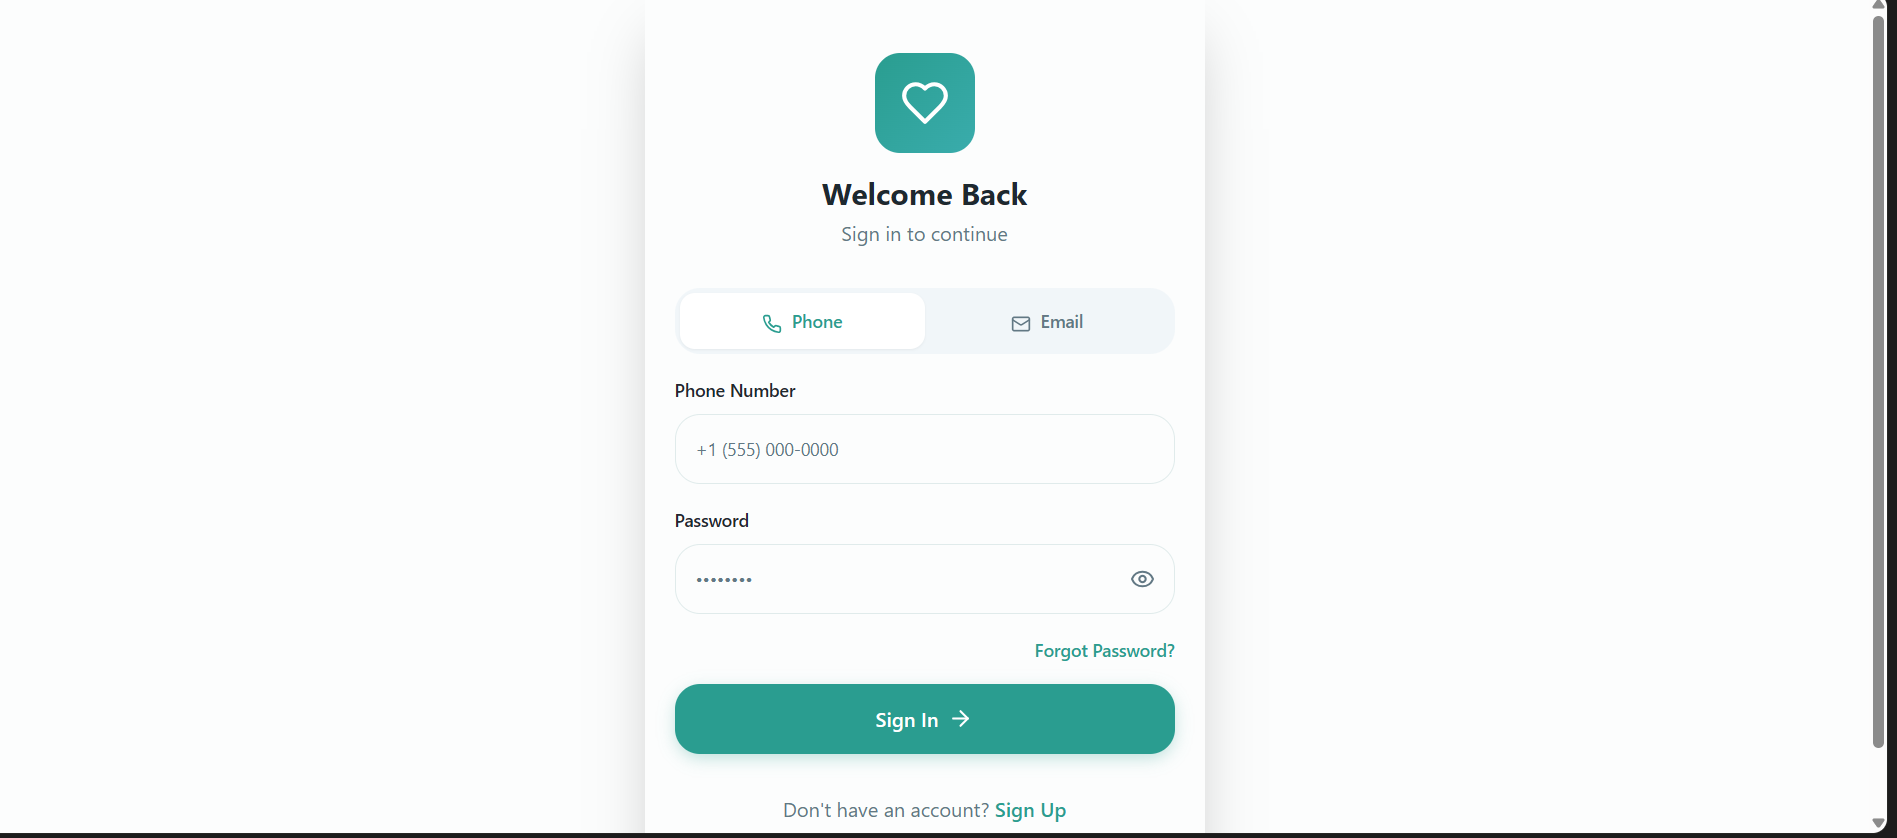 Welcome Back
Sign in to continue
Phone Email
Phone Number
+1 (555) 000-0000
Password
••••••••
Forgot Password?
Sign In →
Don't have an account? Sign Up